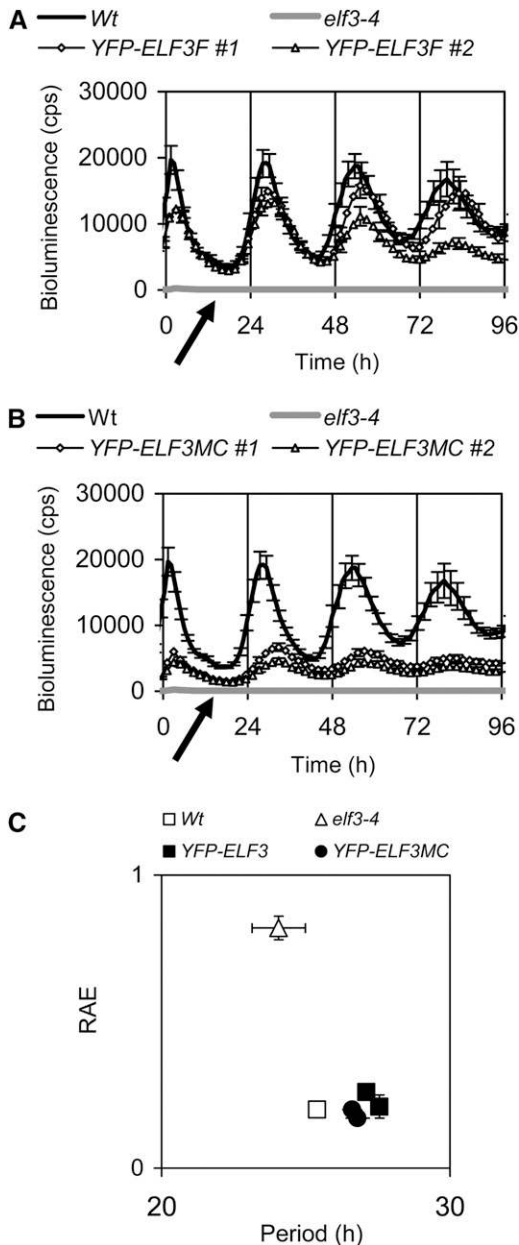 A
Wt
elf3-4
YFP-ELF3F #1
YFP-ELF3F #2
Bioluminescence (cps)
30000
20000
10000
0
0 24 48 72 96
Time (h)
B
Wt
elf3-4
YFP-ELF3MC #1
YFP-ELF3MC #2
Bioluminescence (cps)
30000
20000
10000
0
0 24 48 72 96
Time (h)
C
Wt
elf3-4
YFP-ELF3
YFP-ELF3MC
RAE
1
0
20 30
Period (h)